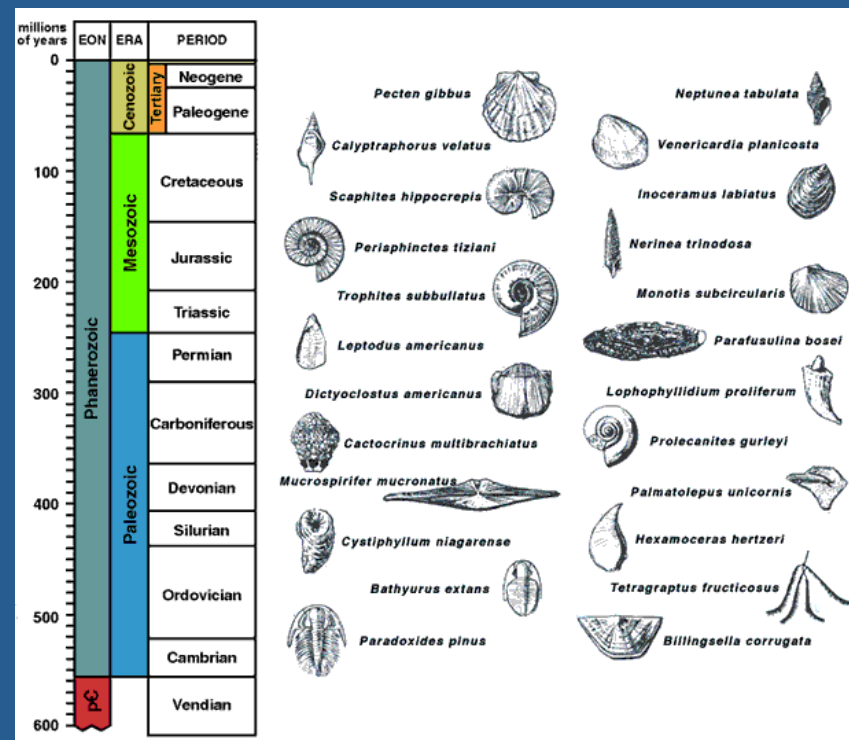 millions
of years
EON
ERA
PERIOD
0
100
200
300
400
500
600
Phanerozoic
p€
Cenozoic
Mesozoic
Paleozoic
Tertiary
Neogene
Paleogene
Cretaceous
Jurassic
Triassic
Permian
Carboniferous
Devonian
Silurian
Ordovician
Cambrian
Vendian
Pecten gibbus
Calyptraphorus velatus
Scaphites hippocrepis
Perisphinctes tiziani
Trophites subbullatus
Leptodus americanus
Dictyoclostus americanus
Cactocrinus multibrachiatus
Mucrospirifer mucronatus
Cystiphyllum niagarense
Bathyurus extans
Paradoxides pinus
Neptunea tabulata
Venericardia planicosta
Inoceramus labiatus
Nerinea trinodosa
Monotis subcircularis
Parafusulina bosei
Lophophyllidium proliferum
Prolecanites gurleyi
Palmatolepus unicornis
Hexamoceras hertzeri
Tetragraptus fructicosus
Billingsella corrugata